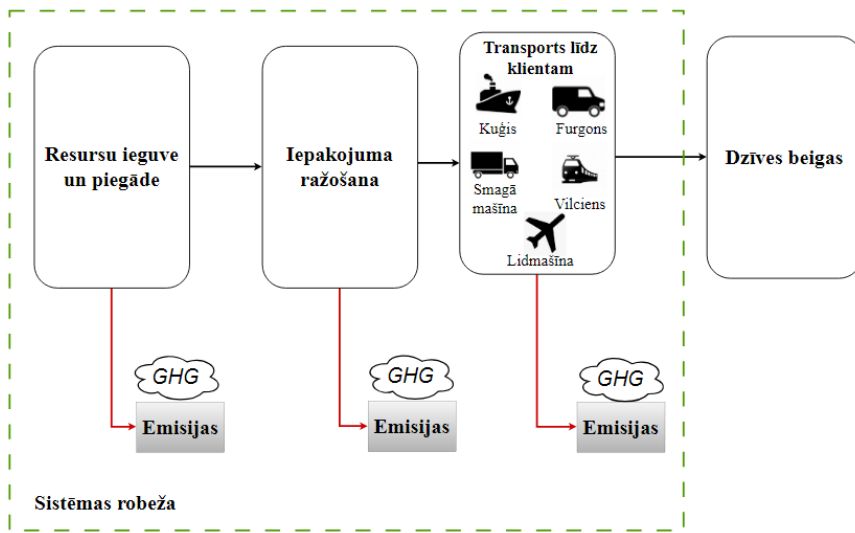 Resursu ieguve
un piegāde
Iepakojuma
ražošana
Transports līdz
klientam
Kuģis
Furgons
Smagā
mašīna
Vilciens
Lidmašīna
Dzīves beigas
GHG
Emisijas
GHG
Emisijas
GHG
Emisijas
Sistēmas robeža